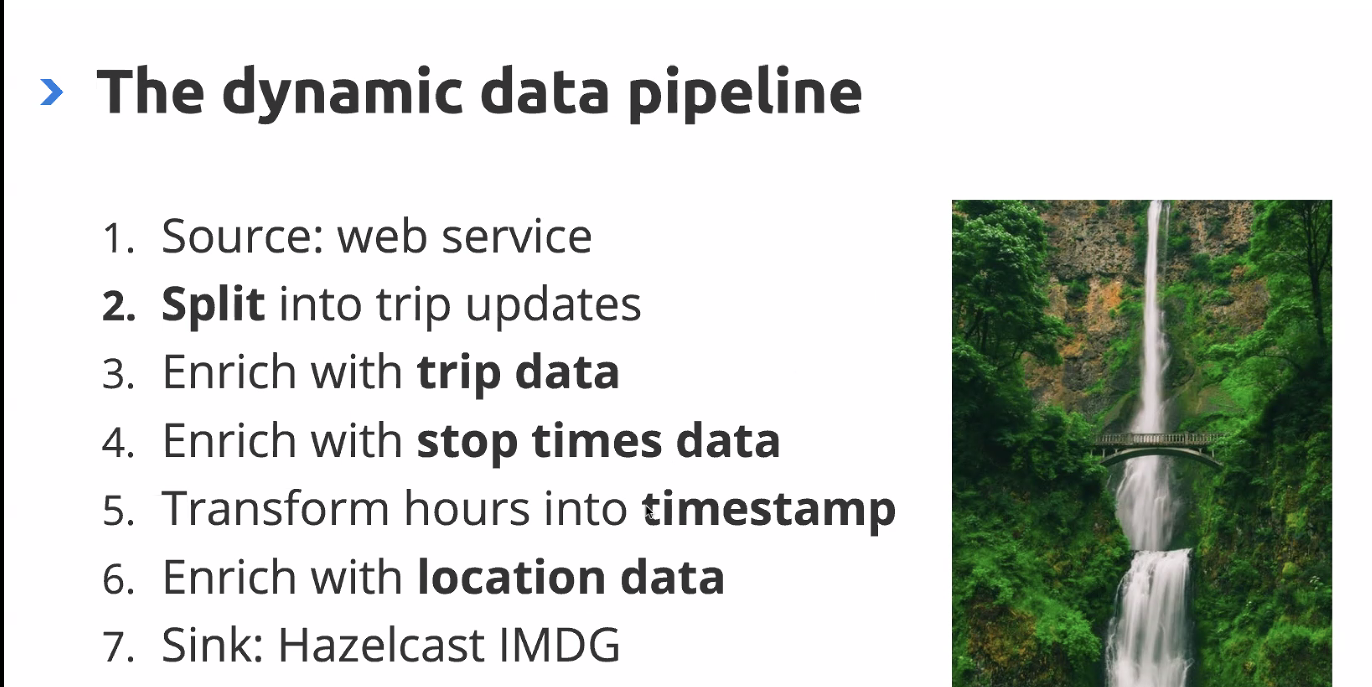 The dynamic data pipeline
1. Source: web service
2. Split into trip updates
3. Enrich with trip data
4. Enrich with stop times data
5. Transform hours into timestamp
6. Enrich with location data
7. Sink: Hazelcast IMDG